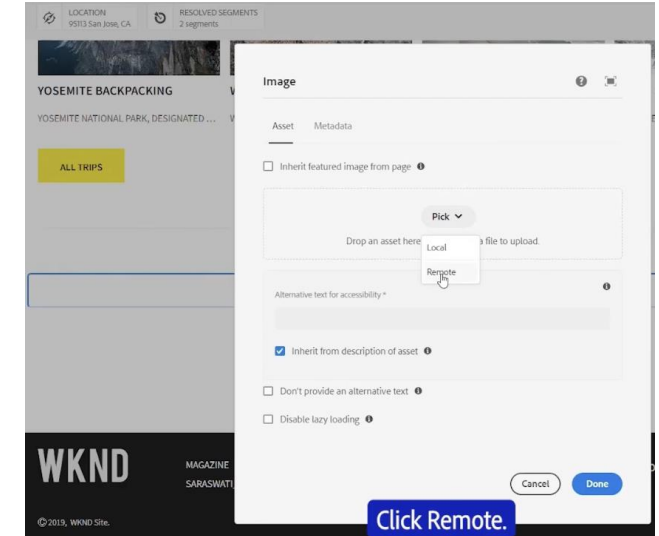 LOCATION
95113 San Jose, CA
RESOLVED SEGMENTS
2 segments
YOSEMITE BACKPACKING
YOSEMITE NATIONAL PARK, DESIGNATED ...
ALL TRIPS
Image
Asset Metadata
Inherit featured image from page
Pick
Drop an asset here a file to upload.
Local
Remote
Alternative text for accessibility *
Inherit from description of asset
Don't provide an alternative text
Disable lazy loading
Cancel Done
WKND
MAGAZINE
SARASWATI
© 2019, WKND Site.
Click Remote.